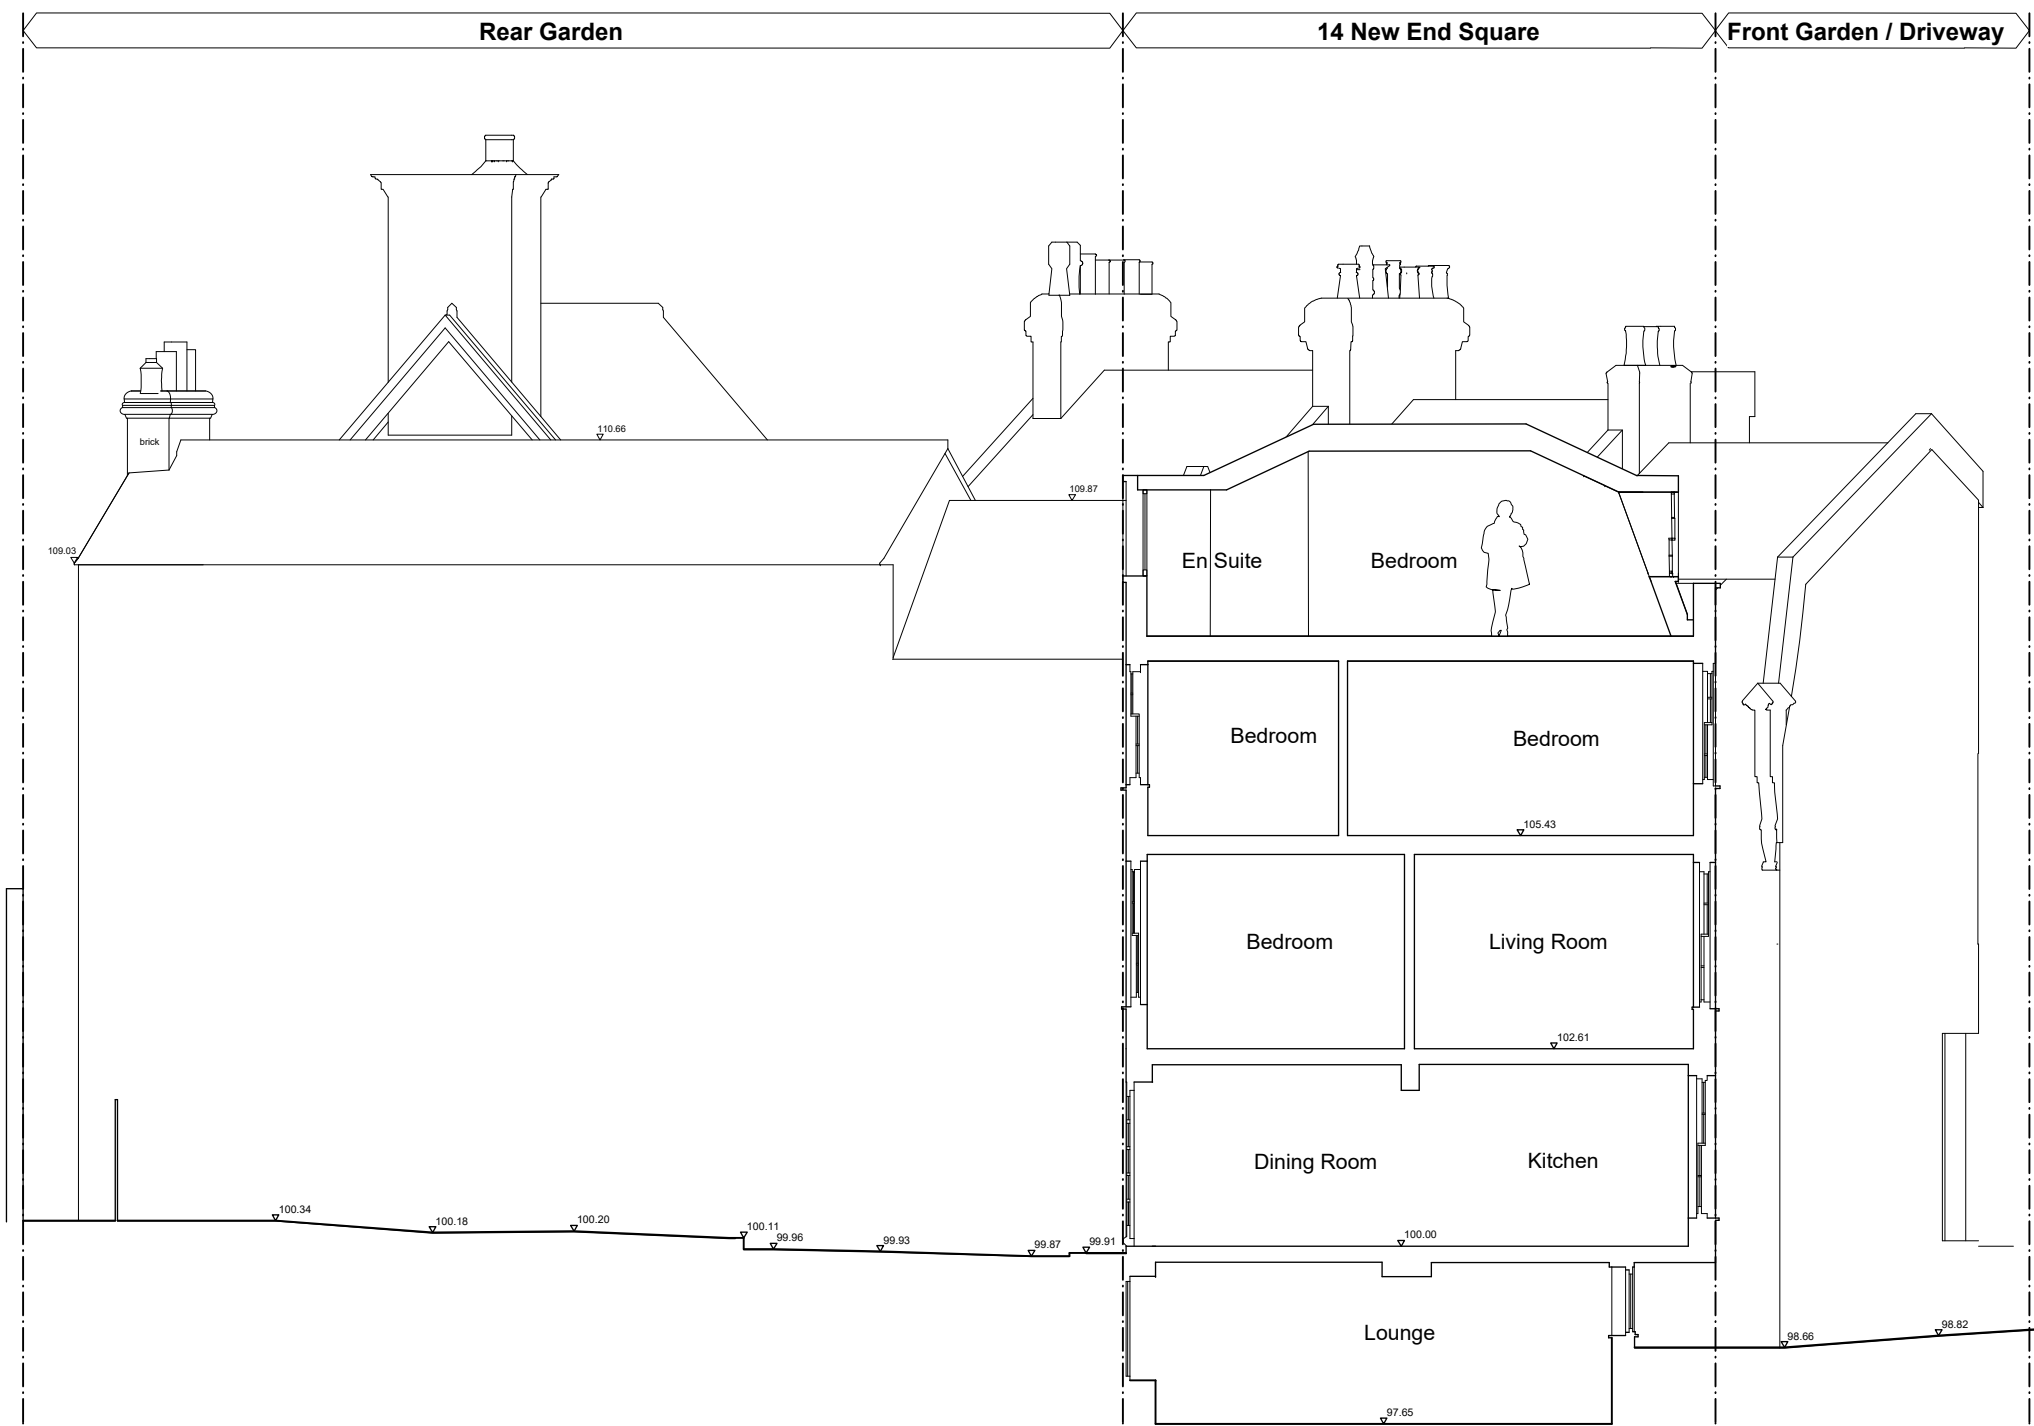 Rear Garden
14 New End Square
Front Garden / Driveway
brick
110.66
109.87
109.03
En Suite
Bedroom
Bedroom
Bedroom
105.43
Bedroom
Living Room
102.61
Dining Room
Kitchen
100.34
100.18
100.20
100.11
99.96
99.93
99.87
99.91
100.00
Lounge
98.66
98.82
97.65